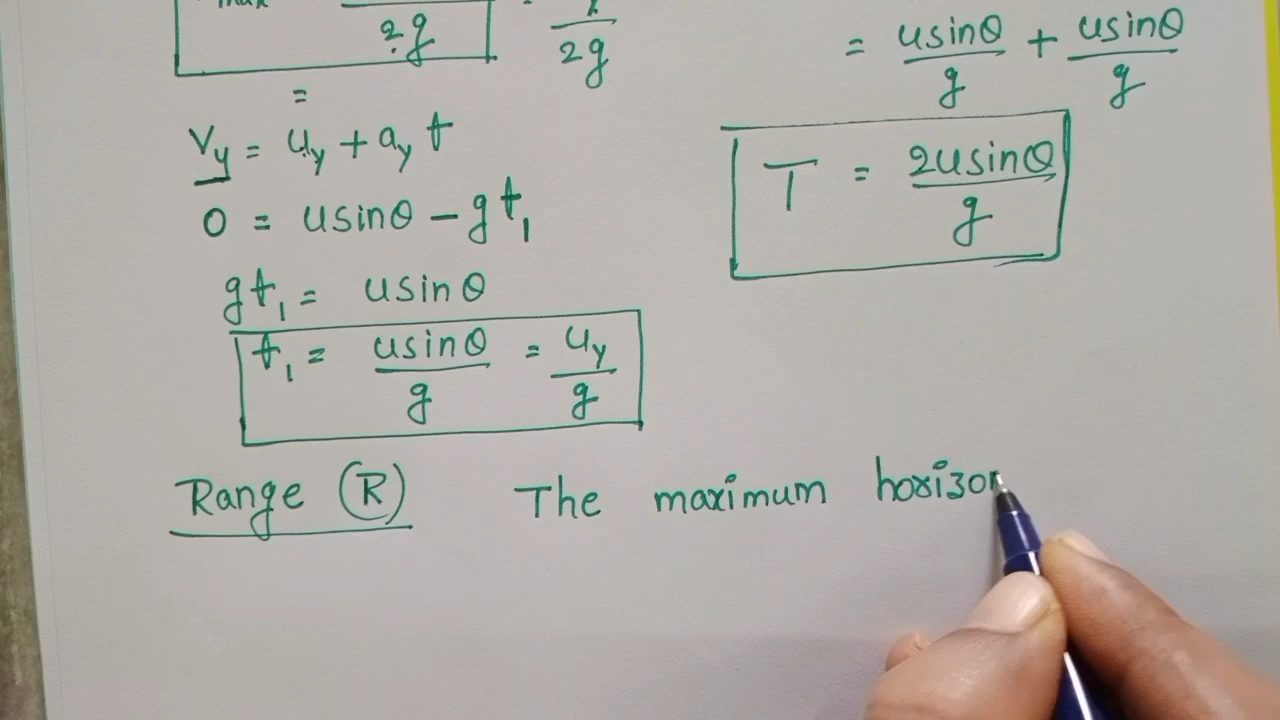 max 2g 2g
=
Vy = uy + ay t
0 = usinθ - gt1
gt1 = usinθ
t1 = usinθ/g = uy/g
= usinθ/g + usinθ/g
T = 2usinθ/g
Range (R) The maximum horizon